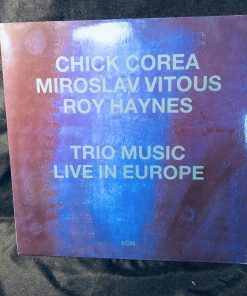 CHICK COREA
MIROSLAV VITOUS
ROY HAYNES
TRIO MUSIC
LIVE IN EUROPE
ECM